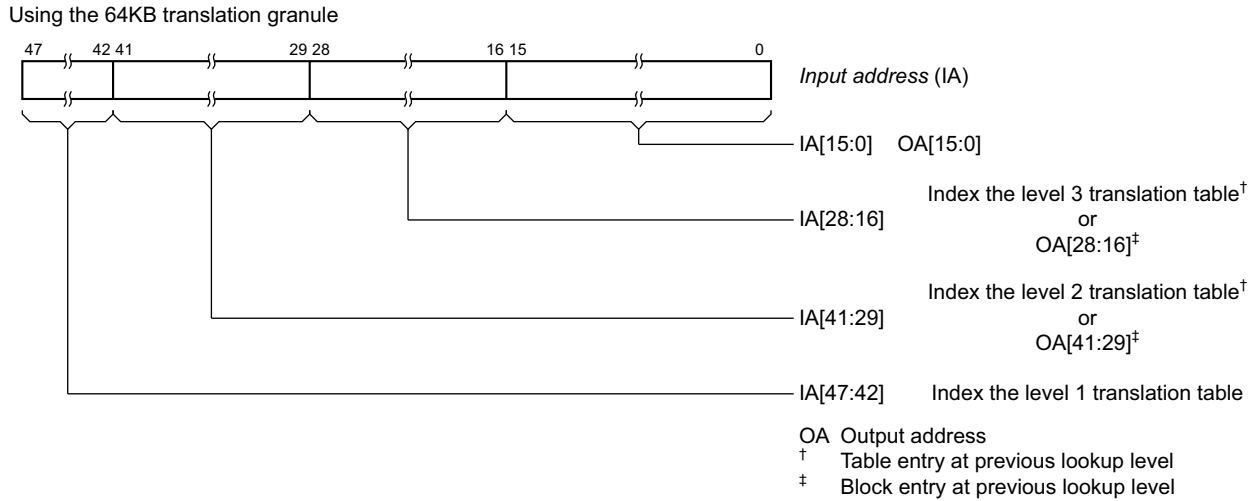 Using the 64KB translation granule
47 42 41 29 28 16 15 0
Input address (IA)
IA[15:0] OA[15:0]
Index the level 3 translation table†
IA[28:16] or
OA[28:16]‡
Index the level 2 translation table†
IA[41:29] or
OA[41:29]‡
IA[47:42] Index the level 1 translation table
OA Output address
† Table entry at previous lookup level
‡ Block entry at previous lookup level